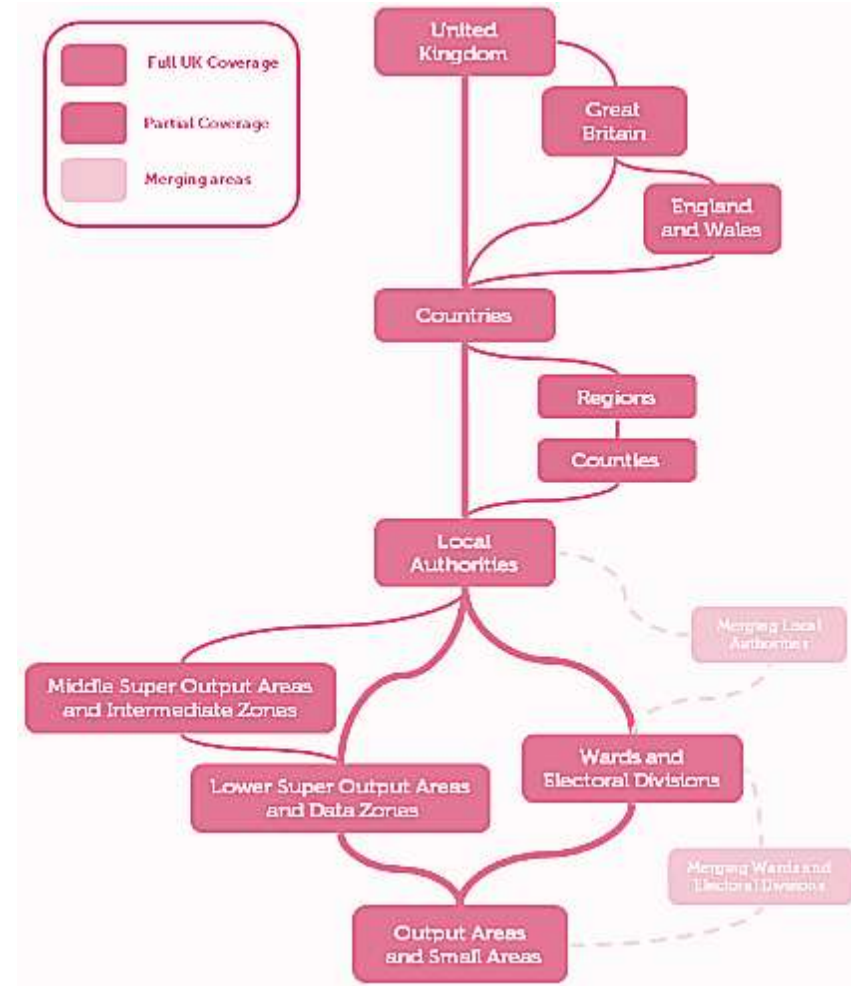 Full UK Coverage
Partial Coverage
Merging areas
United
Kingdom
Great
Britain
England
and Wales
Countries
Regions
Counties
Local
Authorities
Merging Local
Authorities
Middle Super Output Areas
and Intermediate Zones
Wards and
Electoral Divisions
Lower Super Output Areas
and Data Zones
Merging Wards and
Electoral Divisions
Output Areas
and Small Areas